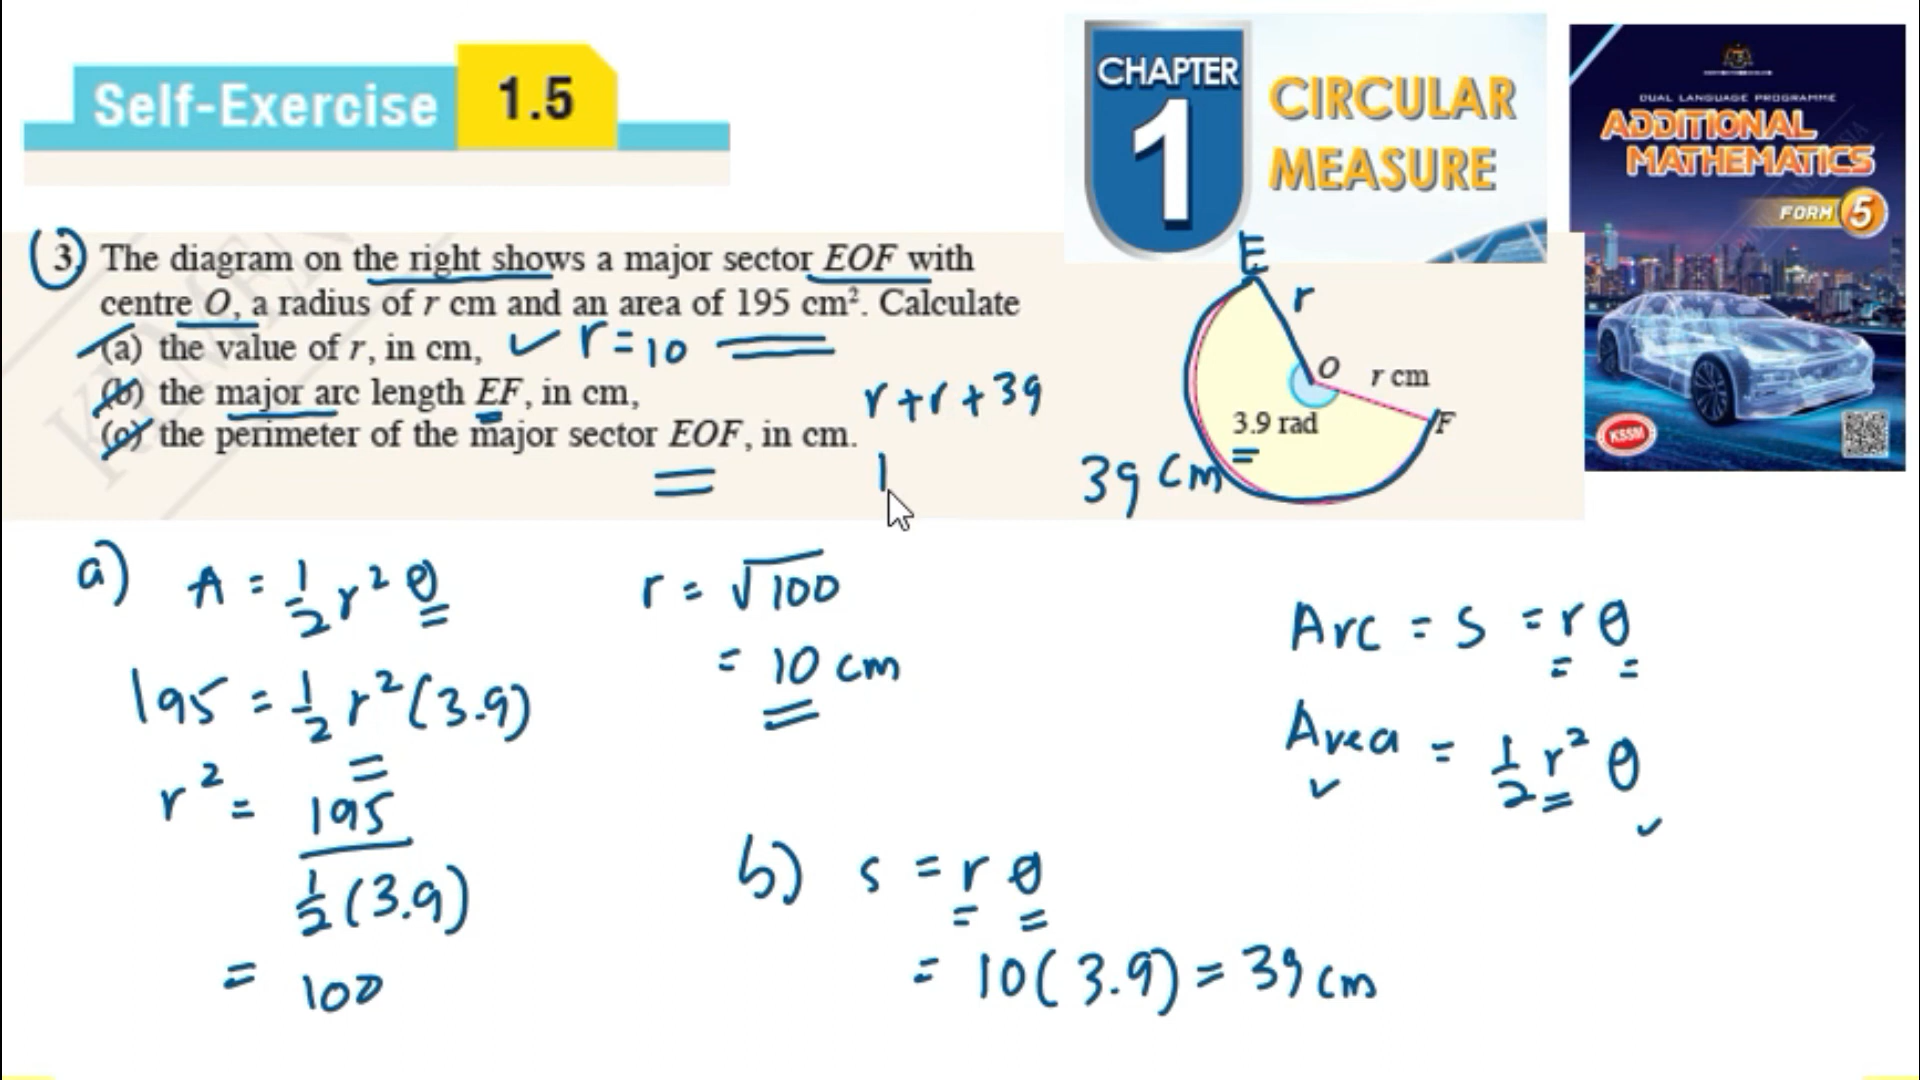 Self-Exercise 1.5
CHAPTER 1
CIRCULAR MEASURE
DUAL LANGUAGE PROGRAMME
ADDITIONAL
MATHEMATICS
FORM 5
KSSM
3. The diagram on the right shows a major sector EOF with
centre O, a radius of r cm and an area of 195 cm². Calculate
(a) the value of r, in cm, r = 10
(b) the major arc length EF, in cm,
(c) the perimeter of the major sector EOF, in cm.
r + r + 39
1
E
r
O
r cm
F
3.9 rad
39 cm
a) A = 1/2 r² θ
195 = 1/2 r² (3.9)
r² = 195 / 1/2 (3.9)
= 100
r = √100
= 10 cm
Arc = s = r θ
Area = 1/2 r² θ
b) s = r θ
= 10(3.9) = 39 cm